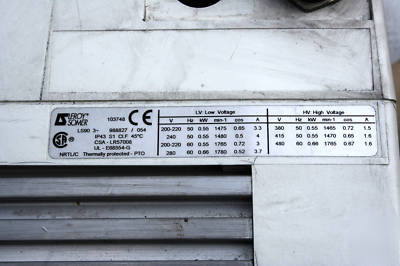 LEROY SOMER
103748 CE
LS90 3~ 988827 / 054
IP43 S1 Cl.F 45°C
CSA - LR57008
UL - E68554-G
NRTL/C Thermally protected - PTO
LV: Low Voltage
V Hz kW min-1 cos A
200-220 50 0.55 1475 0.65 3.3
240 50 0.55 1480 0.5 4
200-220 60 0.55 1765 0.72 3
280 60 0.66 1780 0.52 3.7
HV: High Voltage
V Hz kW min-1 cos A
380 50 0.55 1465 0.72 1.5
415 50 0.55 1470 0.65 1.6
480 60 0.66 1765 0.67 1.6